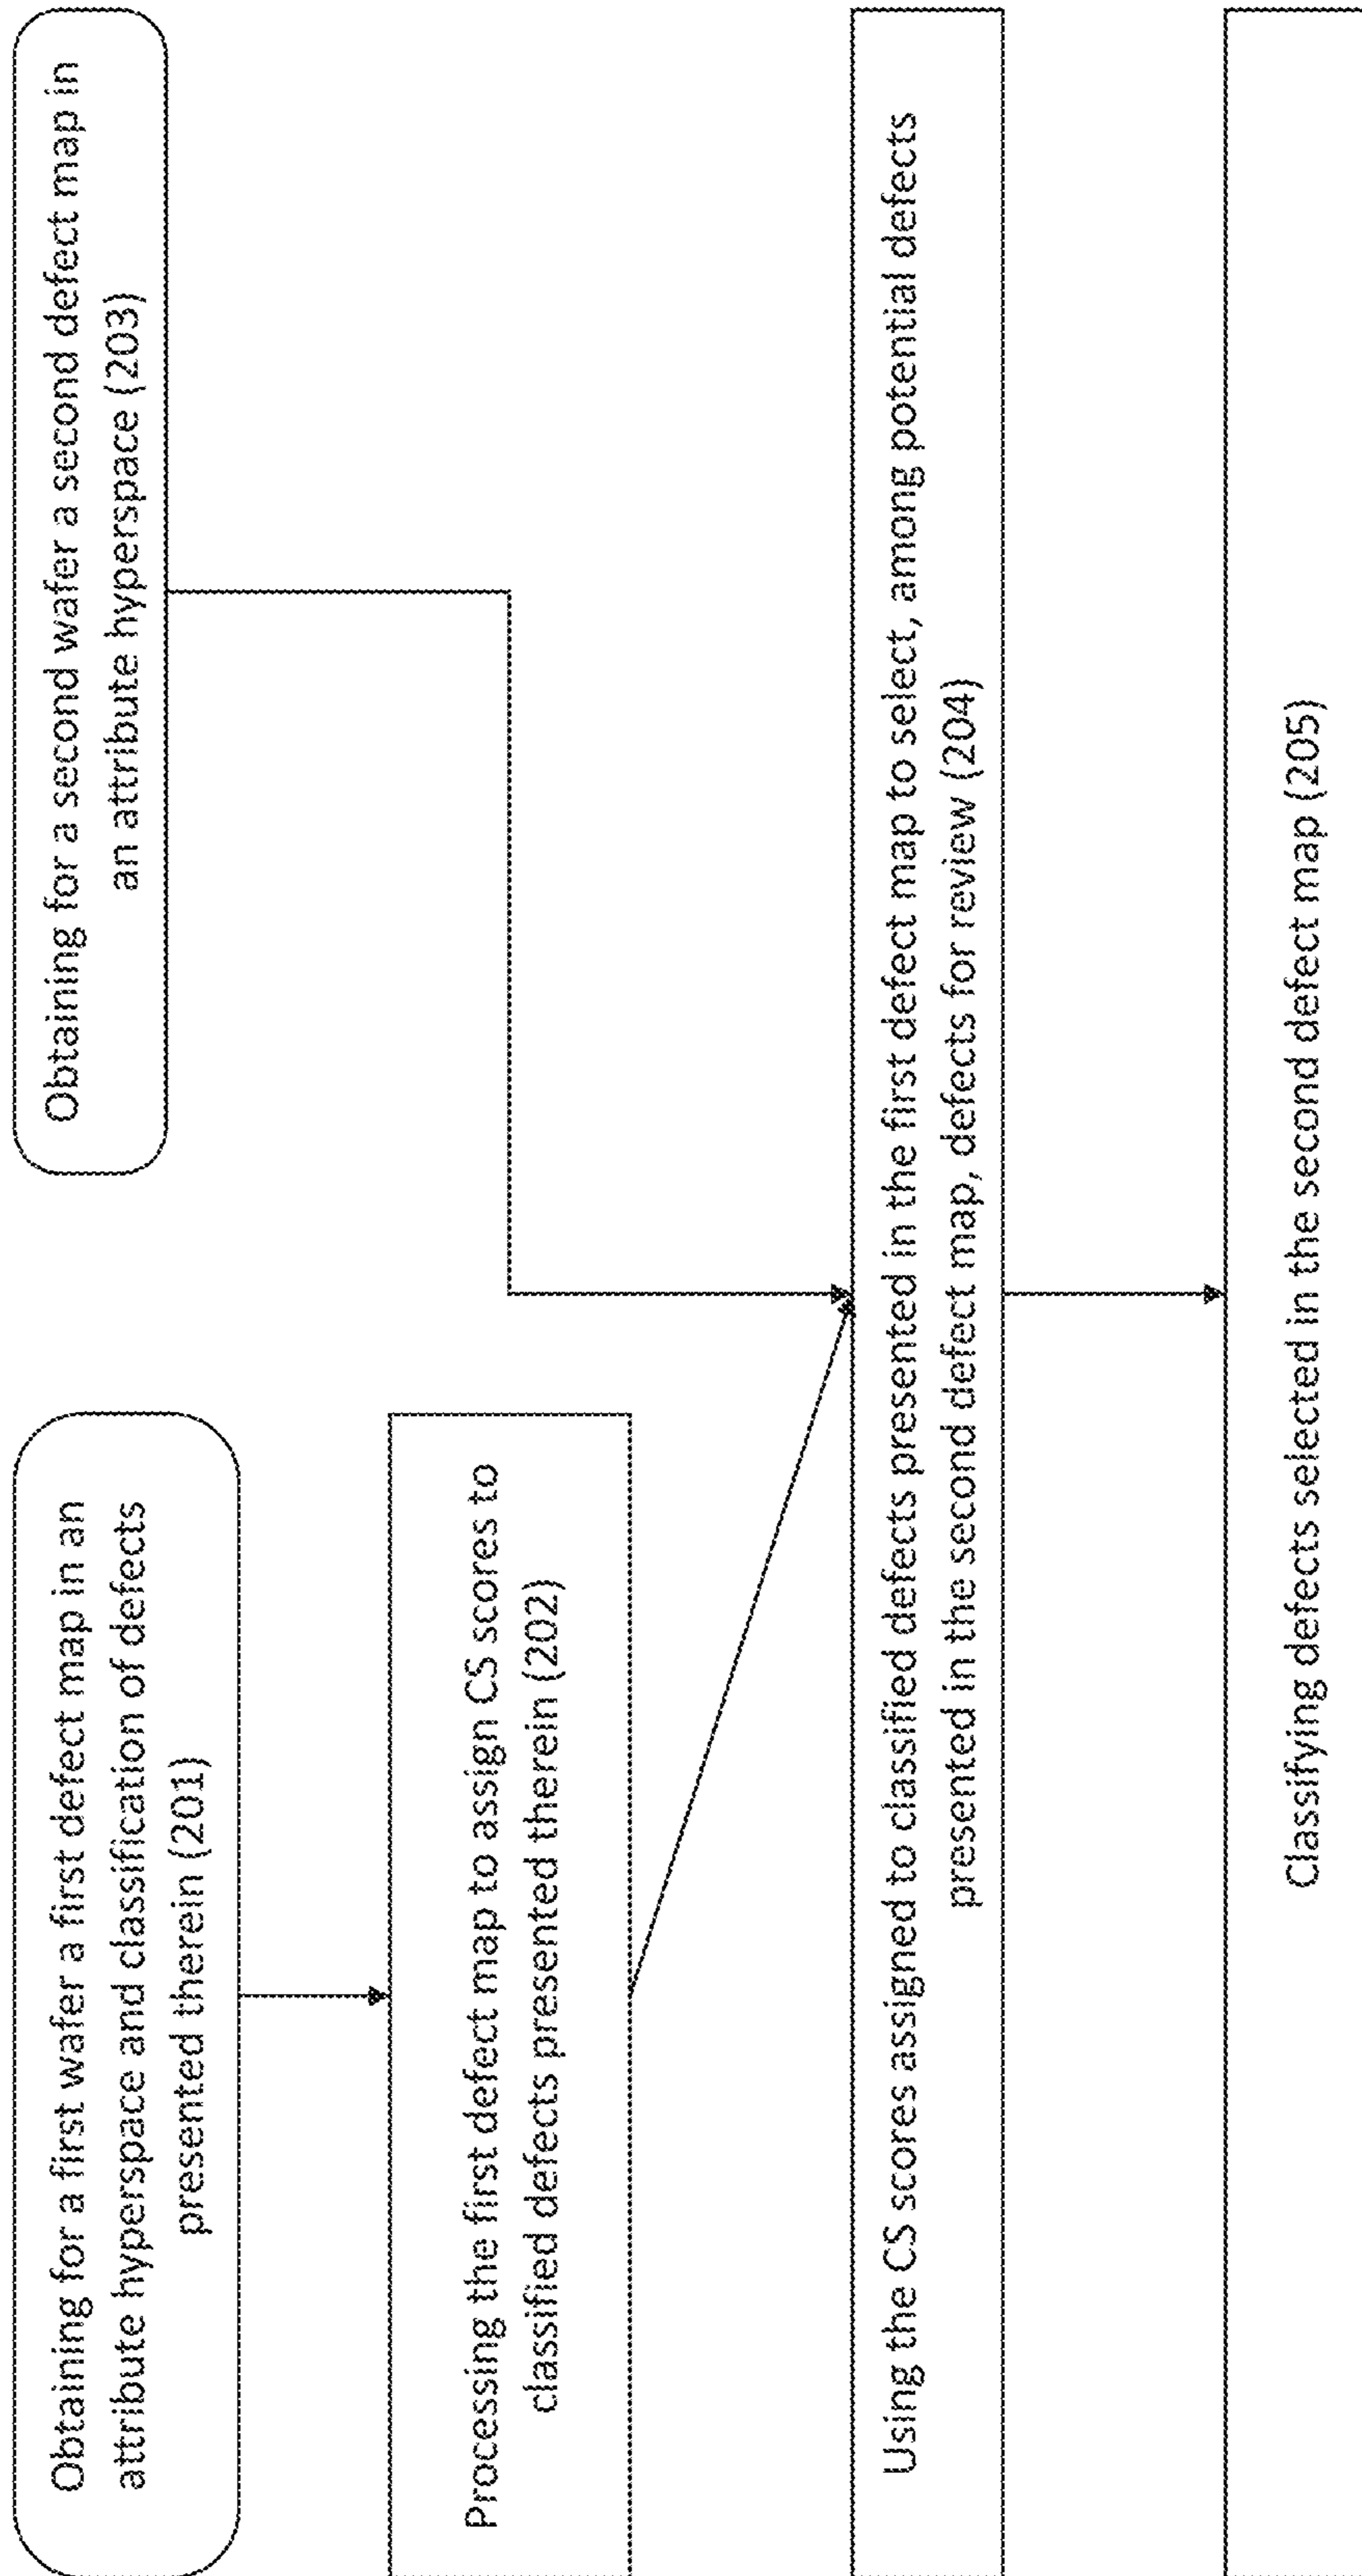 Obtaining for a first wafer a first defect map in an
attribute hyperspace and classification of defects
presented therein (201)
Obtaining for a second wafer a second defect map in
an attribute hyperspace (203)
Processing the first defect map to assign CS scores to
classified defects presented therein (202)
Using the CS scores assigned to classified defects presented in the first defect map to select, among potential defects
presented in the second defect map, defects for review (204)
Classifying defects selected in the second defect map (205)